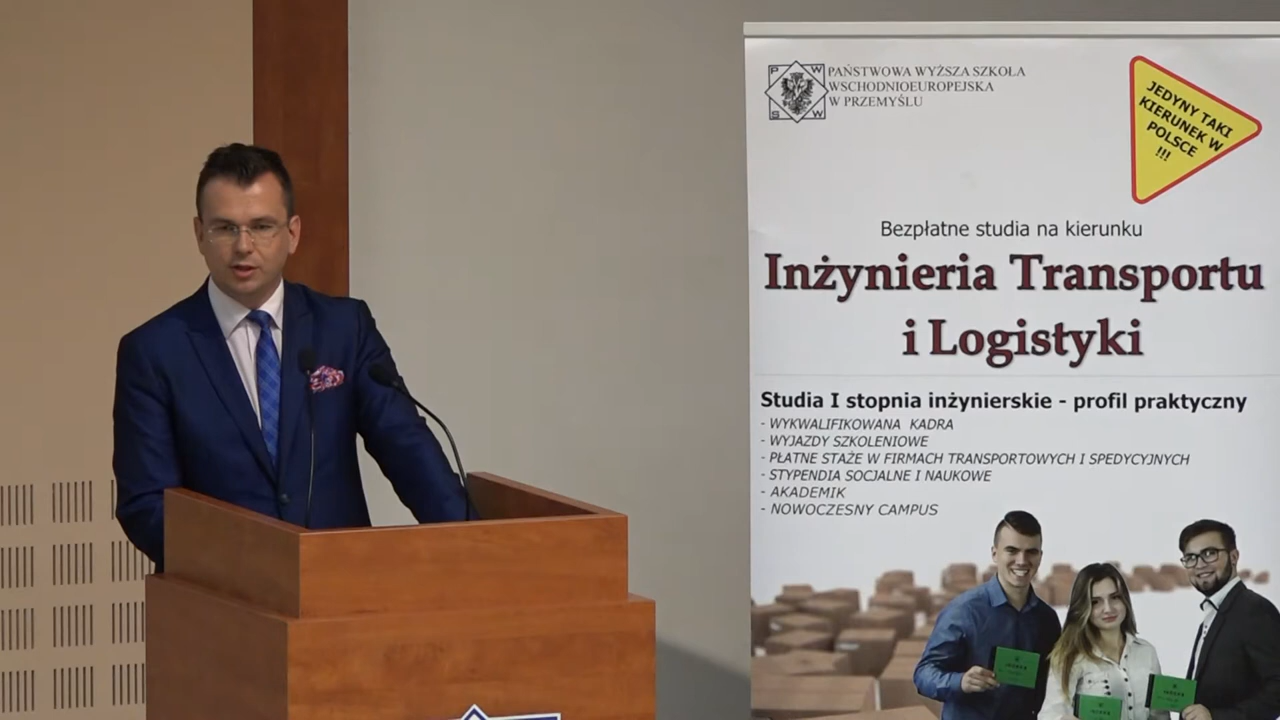 P W
S W
PAŃSTWOWA WYŻSZA SZKOŁA
WSCHODNIOEUROPEJSKA
W PRZEMYŚLU
JEDYNY TAKI
KIERUNEK W
POLSCE
!!!
Bezpłatne studia na kierunku
Inżynieria Transportu
i Logistyki
Studia I stopnia inżynierskie - profil praktyczny
- WYKWALIFIKOWANA KADRA
- WYJAZDY SZKOLENIOWE
- PŁATNE STAŻE W FIRMACH TRANSPORTOWYCH I SPEDYCYJNYCH
- STYPENDIA SOCJALNE I NAUKOWE
- AKADEMIK
- NOWOCZESNY CAMPUS